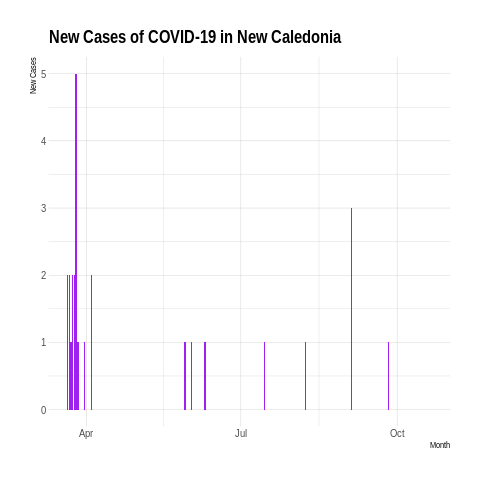 New Cases of COVID-19 in New Caledonia
New Cases
5
4
3
2
1
0
Apr
Jul
Oct
Month